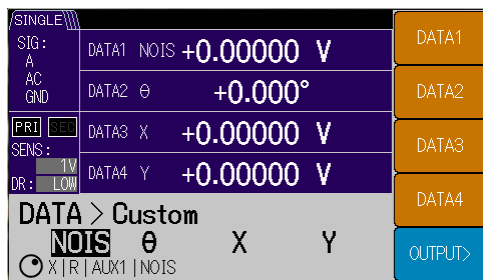 SINGLE
SIG:
A
AC
GND
PRI SEC
SENS:
1V
DR: LOW
DATA1 NOIS +0.00000 V
DATA2 θ +0.000°
DATA3 X +0.00000 V
DATA4 Y +0.00000 V
DATA > Custom
NOIS θ X Y
X|R|AUX1|NOIS
DATA1
DATA2
DATA3
DATA4
OUTPUT>